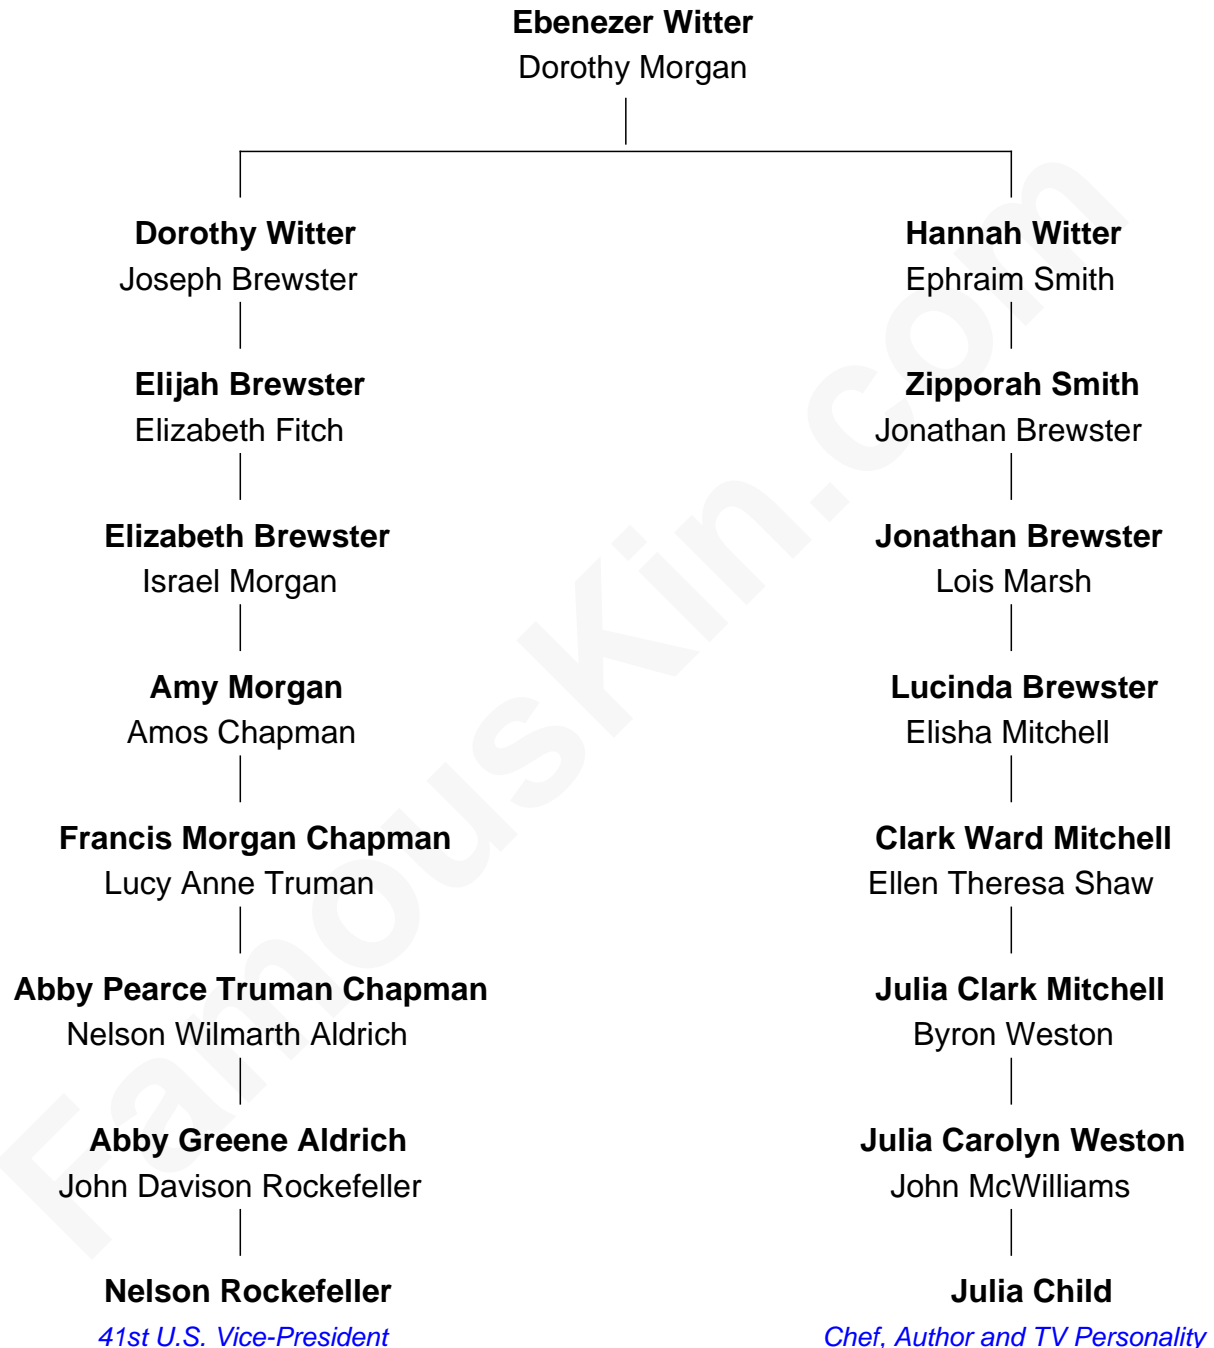 Ebenezer Witter
Dorothy Morgan
Dorothy Witter
Joseph Brewster
Hannah Witter
Ephraim Smith
Elijah Brewster
Elizabeth Fitch
Zipporah Smith
Jonathan Brewster
Elizabeth Brewster
Israel Morgan
Jonathan Brewster
Lois Marsh
Amy Morgan
Amos Chapman
Lucinda Brewster
Elisha Mitchell
Francis Morgan Chapman
Lucy Anne Truman
Clark Ward Mitchell
Ellen Theresa Shaw
Abby Pearce Truman Chapman
Nelson Wilmarth Aldrich
Julia Clark Mitchell
Byron Weston
Abby Greene Aldrich
John Davison Rockefeller
Julia Carolyn Weston
John McWilliams
Nelson Rockefeller
41st U.S. Vice-President
Julia Child
Chef, Author and TV Personality
FamousKin.com